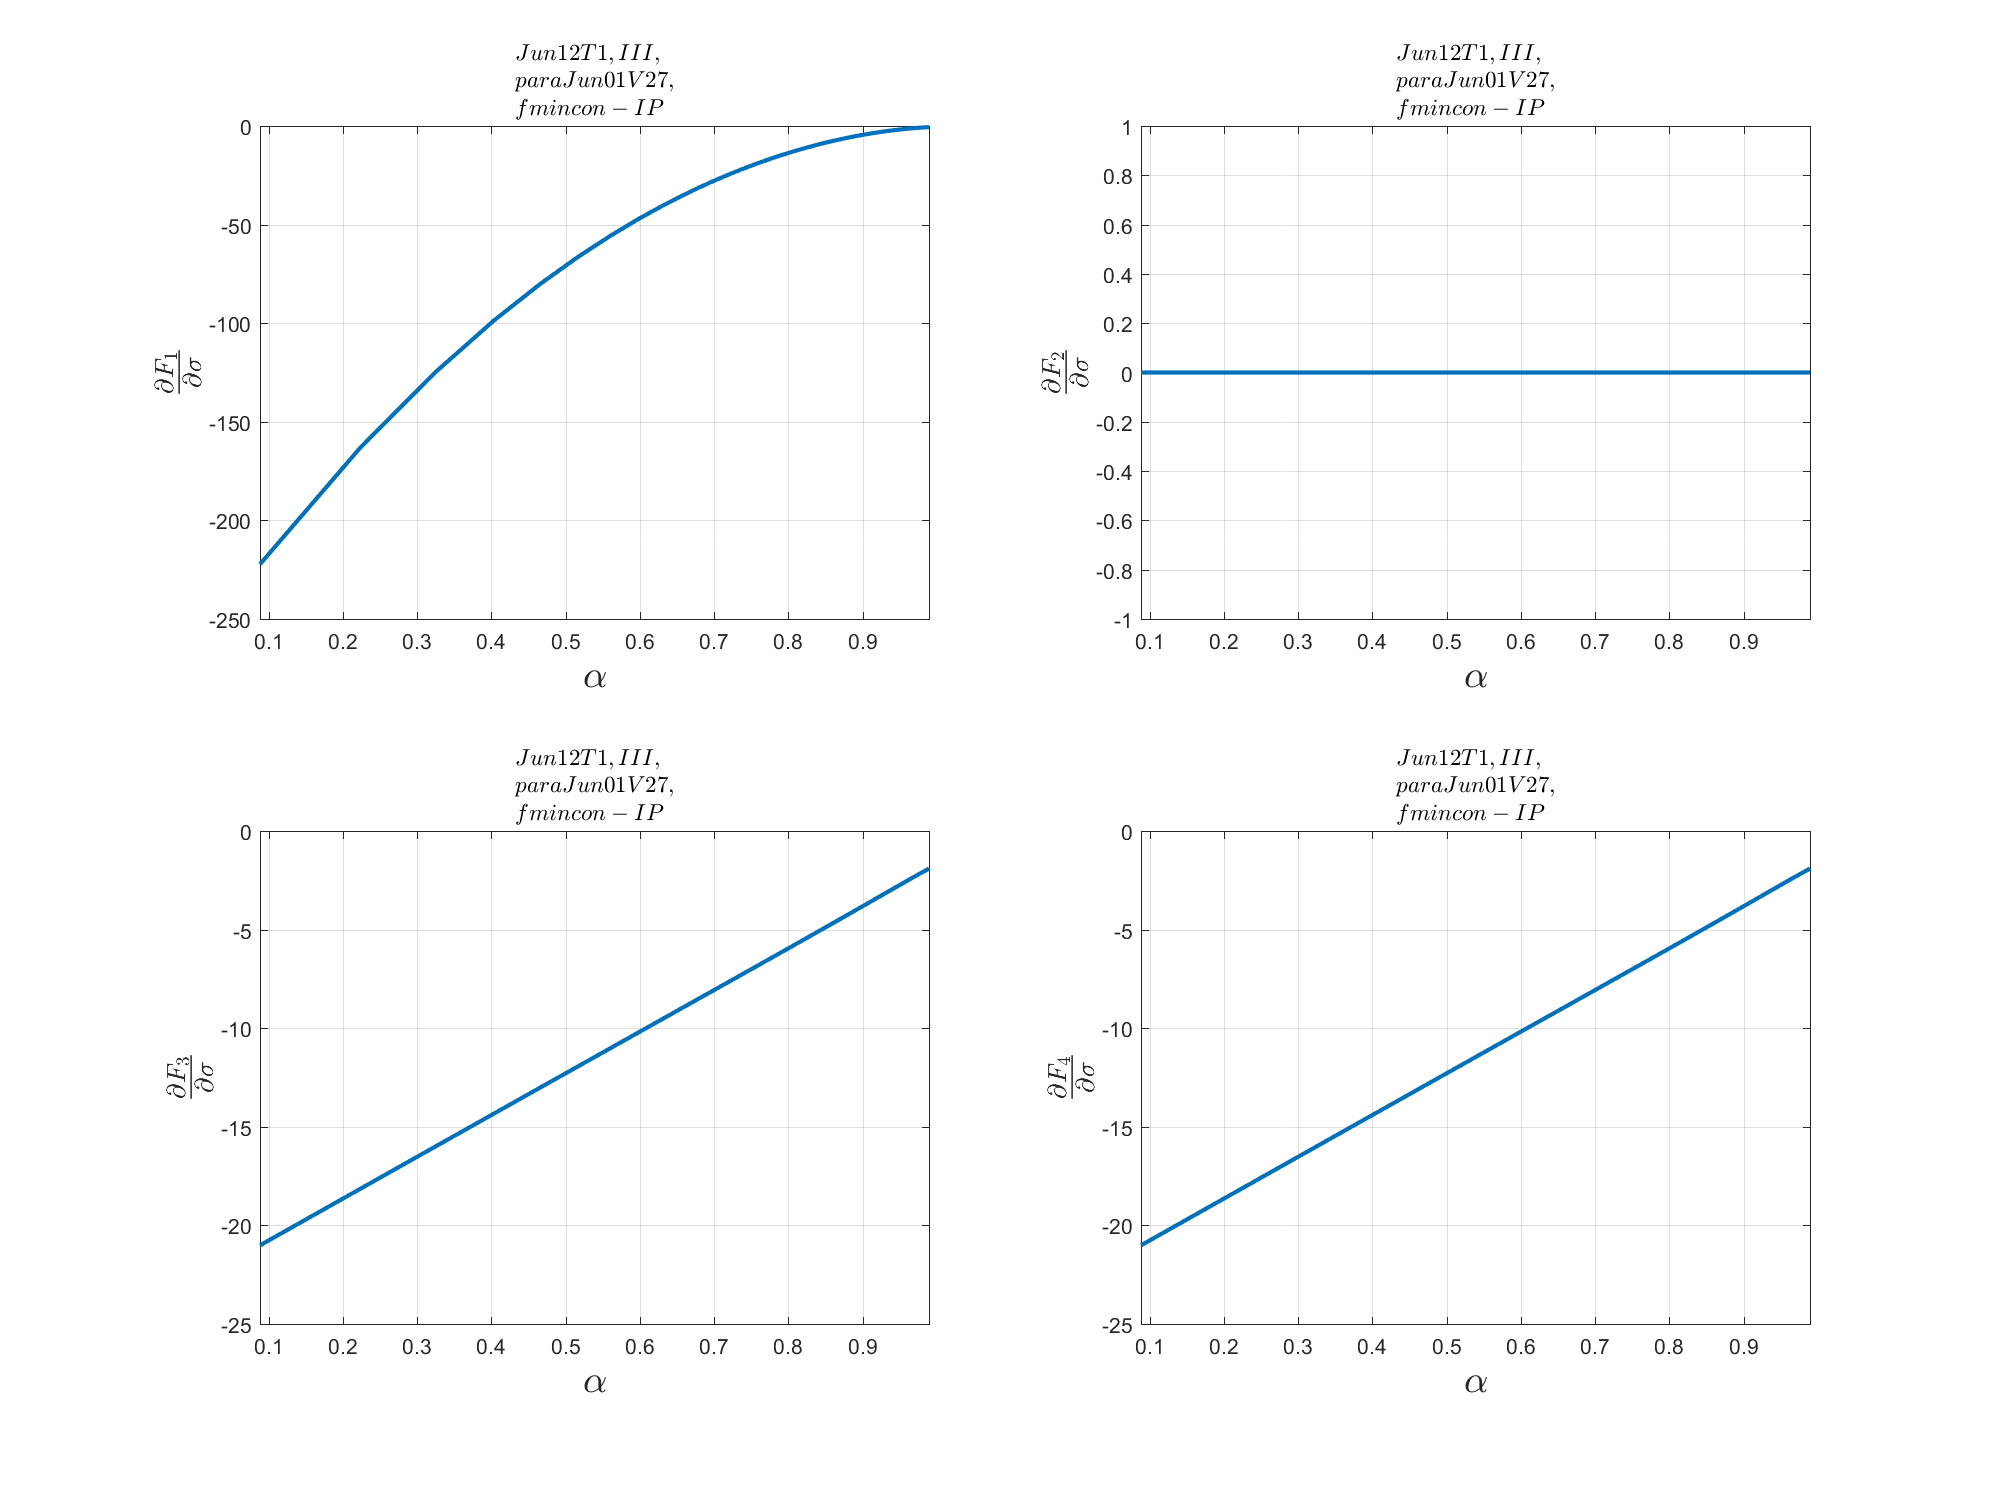 Jun12T1, III,
paraJun01V27,
fmincon − IP
0
-50
-100
-150
-200
-250
∂F1
∂σ
0.1 0.2 0.3 0.4 0.5 0.6 0.7 0.8 0.9
α
Jun12T1, III,
paraJun01V27,
fmincon − IP
1
0.8
0.6
0.4
0.2
0
-0.2
-0.4
-0.6
-0.8
-1
∂F2
∂σ
0.1 0.2 0.3 0.4 0.5 0.6 0.7 0.8 0.9
α
Jun12T1, III,
paraJun01V27,
fmincon − IP
0
-5
-10
-15
-20
-25
∂F3
∂σ
0.1 0.2 0.3 0.4 0.5 0.6 0.7 0.8 0.9
α
Jun12T1, III,
paraJun01V27,
fmincon − IP
0
-5
-10
-15
-20
-25
∂F4
∂σ
0.1 0.2 0.3 0.4 0.5 0.6 0.7 0.8 0.9
α